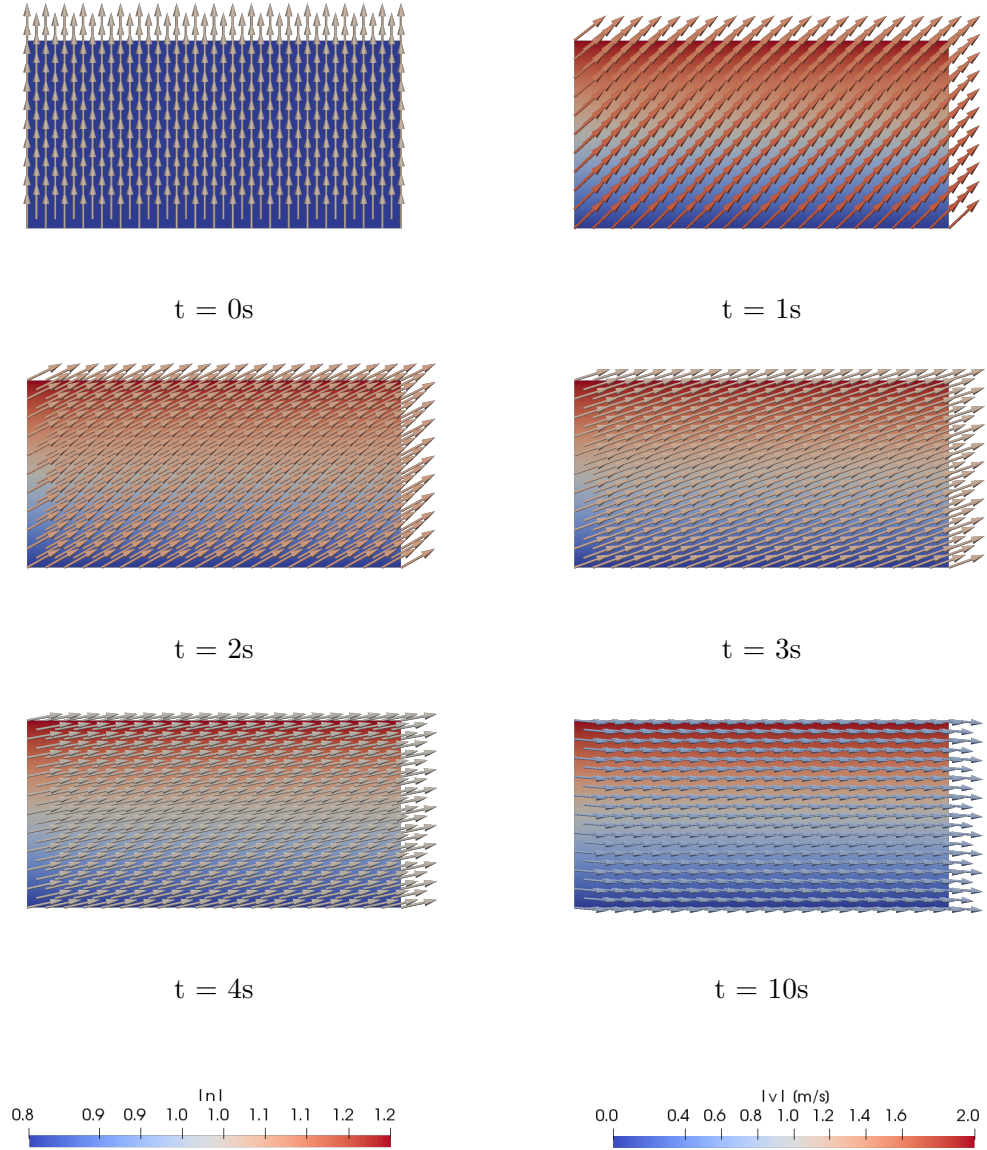 t = 0s
t = 1s
t = 2s
t = 3s
t = 4s
t = 10s
|n|
0.8 0.9 0.9 1.0 1.0 1.1 1.1 1.2 1.2
|v| (m/s)
0.0 0.4 0.6 0.8 1.0 1.2 1.4 1.6 2.0